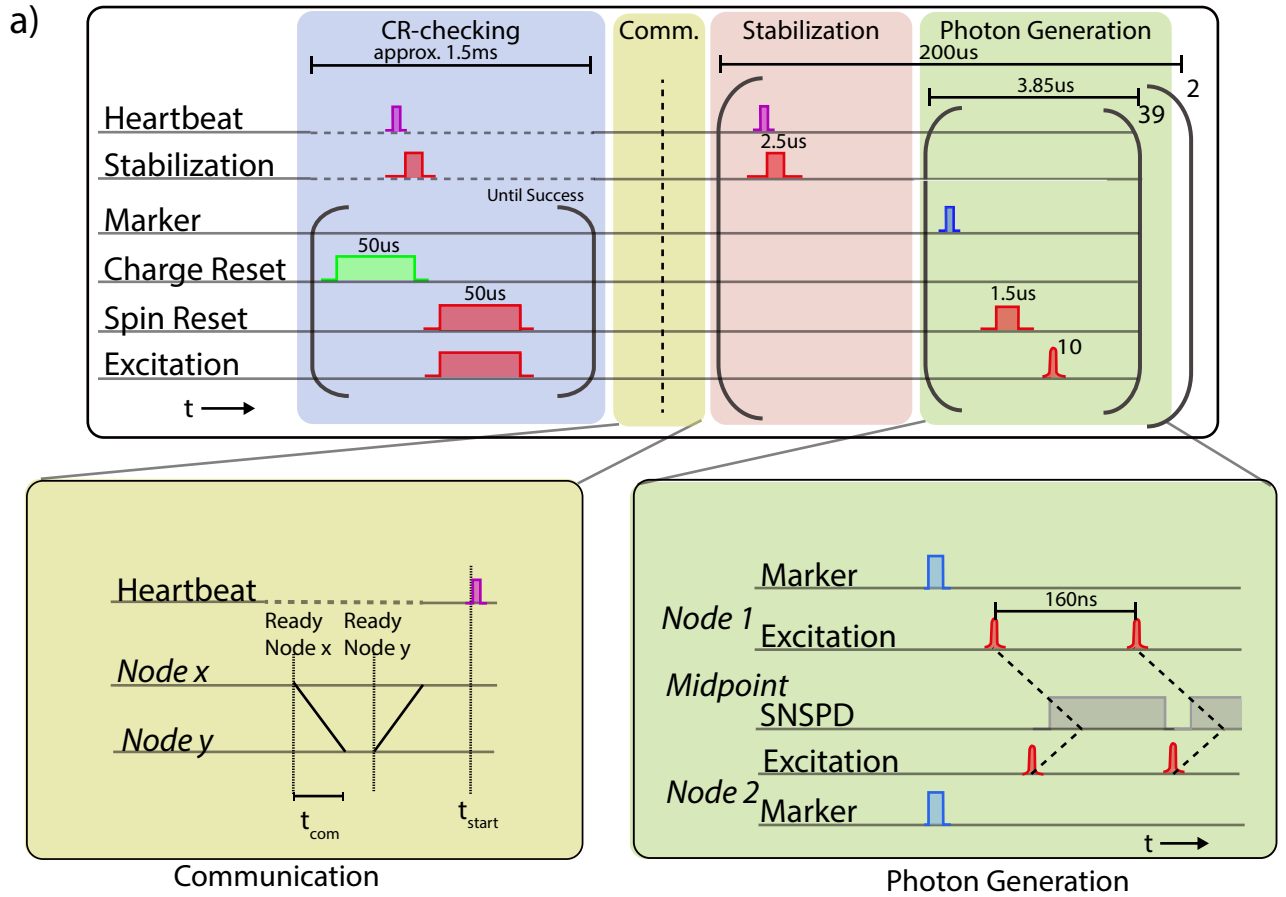 a)
CR-checking
approx. 1.5ms
Comm.
Stabilization
Photon Generation
200us
3.85us
2
39
Heartbeat
Stabilization
2.5us
Until Success
Marker
50us
Charge Reset
50us
1.5us
Spin Reset
10
Excitation
t
Heartbeat
Ready
Node x
Ready
Node y
Node x
Node y
t com
t start
Communication
Marker
Node 1
160ns
Excitation
Midpoint
SNSPD
Excitation
Node 2
Marker
t
Photon Generation